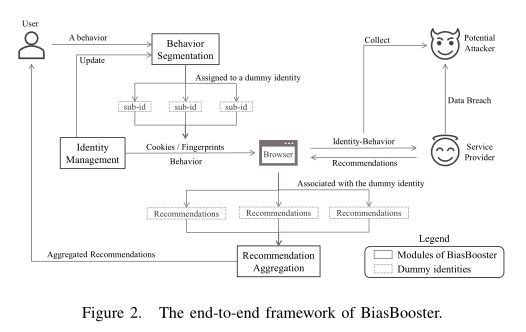 User
A behavior
Behavior
Segmentation
Update
Collect
Potential
Attacker
Assigned to a dummy identity
sub-id
sub-id
sub-id
Data Breach
Identity
Management
Cookies / Fingerprints
Behavior
Browser
Identity-Behavior
Recommendations
Service
Provider
Associated with the dummy identity
Recommendations
Recommendations
Recommendations
Aggregated Recommendations
Recommendation
Aggregation
Legend
Modules of BiasBooster
Dummy identities
Figure 2. The end-to-end framework of BiasBooster.